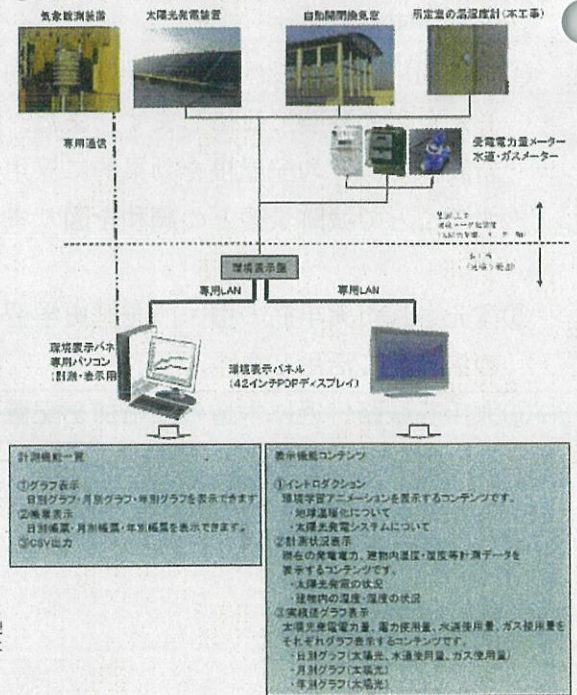 気象観測装置
太陽光発電装置
自動開閉換気窓
所定室の温湿度計(本工事)
専用通信
受電電力量メーター
水道・ガスメーター
環境表示盤
専用LAN
専用LAN
環境表示パネル
専用パソコン
(計測・表示用)
環境表示パネル
(42インチPDPディスプレイ)
計測機能一覧
①グラフ表示
日別グラフ・月別グラフ・年別グラフを表示できます
②帳票表示
日別帳票・月別帳票・年別帳票を表示できます。
③CSV出力
表示機能コンテンツ
①イントロダクション
環境学習アニメーションを表示するコンテンツです。
・地球温暖化について
・太陽光発電システムについて
②計測状況表示
現在の発電電力、建物内温度・湿度等計測データを
表示するコンテンツです。
・太陽光発電の状況
・建物内の温度・湿度の状況
③実績値グラフ表示
太陽光発電電力量、電力使用量、水道使用量、ガス使用量を
それぞれグラフ表示するコンテンツです。
・日別グラフ(太陽光、水道使用量、ガス使用量)
・月別グラフ(太陽光)
・年別グラフ(太陽光)